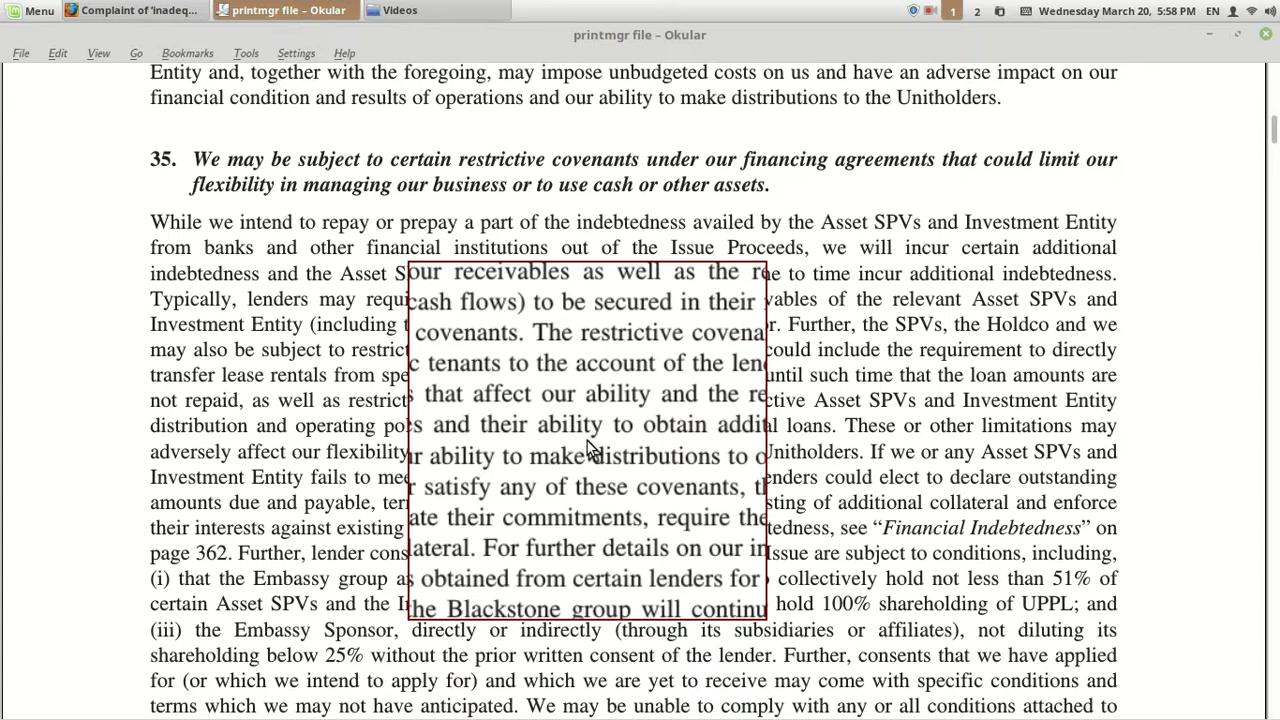 Menu Complaint of 'inadeq... printmgr file – Okular Videos 1 2 Wednesday March 20, 5:58 PM EN
printmgr file – Okular
File Edit View Go Bookmarks Tools Settings Help
Entity and, together with the foregoing, may impose unbudgeted costs on us and have an adverse impact on our
financial condition and results of operations and our ability to make distributions to the Unitholders.
35. We may be subject to certain restrictive covenants under our financing agreements that could limit our
flexibility in managing our business or to use cash or other assets.
While we intend to repay or prepay a part of the indebtedness availed by the Asset SPVs and Investment Entity
from banks and other financial institutions out of the Issue Proceeds, we will incur certain additional
indebtedness and the Asset S
e to time incur additional indebtedness.
Typically, lenders may requi
vables of the relevant Asset SPVs and
Investment Entity (including
r. Further, the SPVs, the Holdco and we
may also be subject to restrict
could include the requirement to directly
transfer lease rentals from spe
until such time that the loan amounts are
not repaid, as well as restrict
ctive Asset SPVs and Investment Entity
distribution and operating po
l loans. These or other limitations may
adversely affect our flexibility
Unitholders. If we or any Asset SPVs and
Investment Entity fails to mee
enders could elect to declare outstanding
amounts due and payable, ter
sting of additional collateral and enforce
their interests against existing
tedness, see “Financial Indebtedness” on
page 362. Further, lender cons
Issue are subject to conditions, including,
(i) that the Embassy group a
collectively hold not less than 51% of
certain Asset SPVs and the I
hold 100% shareholding of UPPL; and
our receivables as well as the re
cash flows) to be secured in their
covenants. The restrictive covena
c tenants to the account of the len
s that affect our ability and the re
s and their ability to obtain addit
r ability to make distributions to o
r satisfy any of these covenants, t
ate their commitments, require the
lateral. For further details on our in
s obtained from certain lenders for
the Blackstone group will continu
(iii) the Embassy Sponsor, directly or indirectly (through its subsidiaries or affiliates), not diluting its
shareholding below 25% without the prior written consent of the lender. Further, consents that we have applied
for (or which we intend to apply for) and which we are yet to receive may come with specific conditions and
terms which we may not have anticipated. We may be unable to comply with any or all conditions attached to